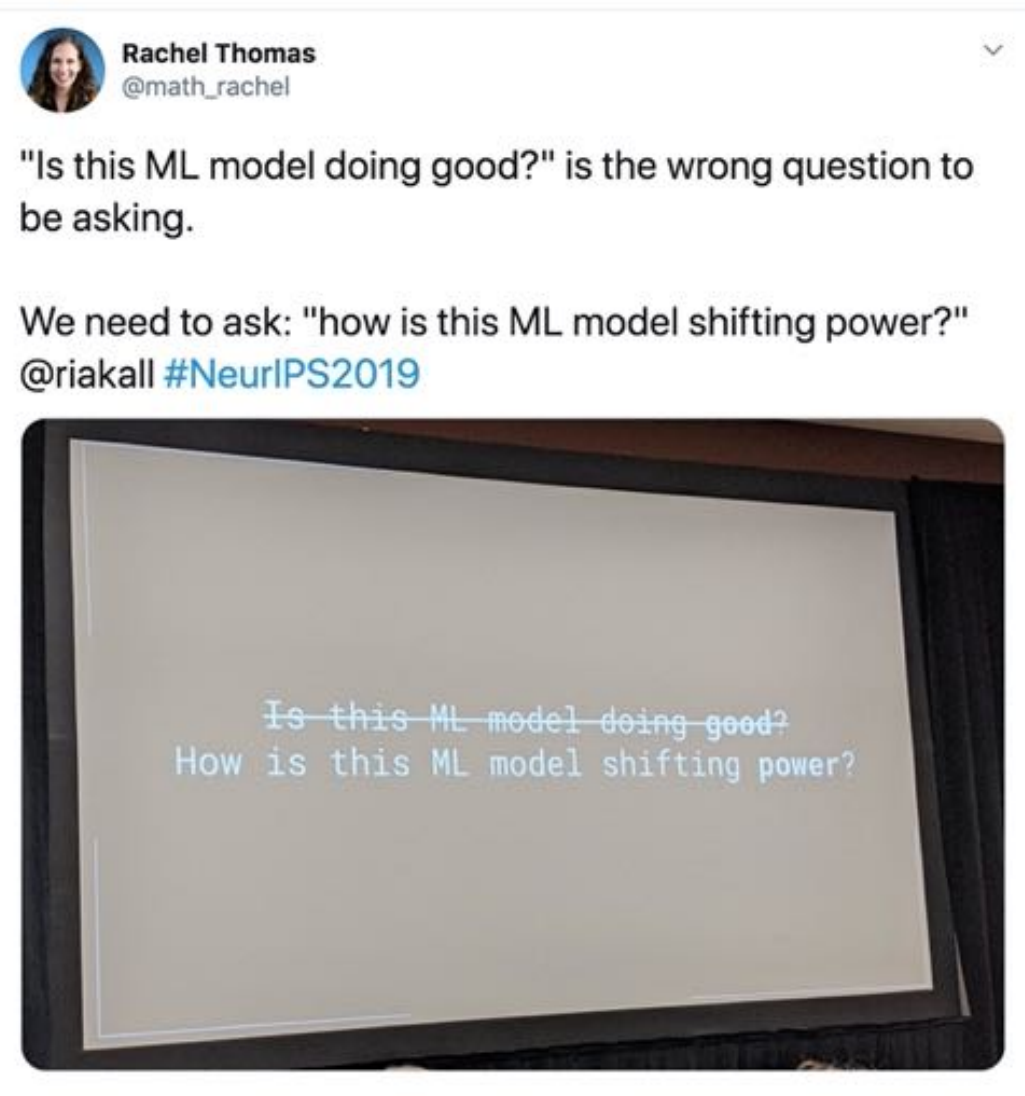 Rachel Thomas
@math_rachel
"Is this ML model doing good?" is the wrong question to
be asking.
We need to ask: "how is this ML model shifting power?"
@riakall #NeurIPS2019
Is this ML model doing good?
How is this ML model shifting power?